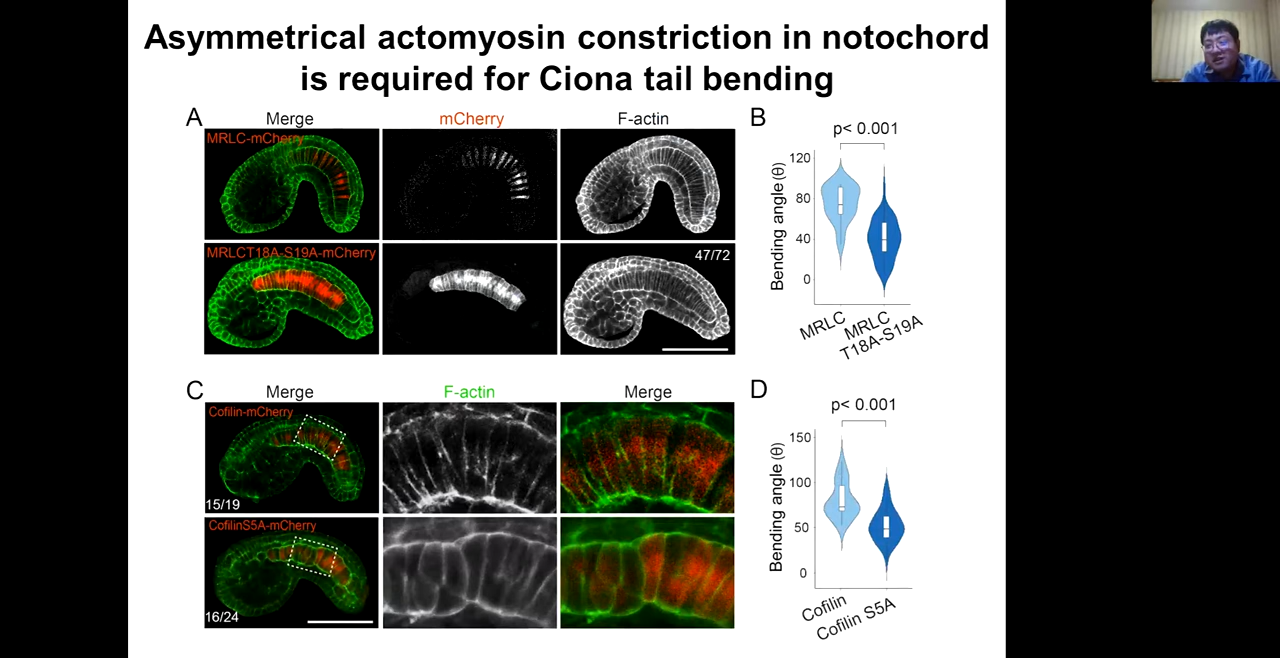 Asymmetrical actomyosin constriction in notochord
is required for Ciona tail bending
A
Merge
mCherry
F-actin
MRLC-mCherry
MRLCT18A-S19A-mCherry
47/72
B
p< 0.001
Bending angle(θ)
120
80
40
0
MRLC
MRLC
T18A-S19A
C
Merge
F-actin
Merge
Cofilin-mCherry
15/19
CofilinS5A-mCherry
16/24
D
p< 0.001
Bending angle(θ)
150
100
50
0
Cofilin
Cofilin S5A